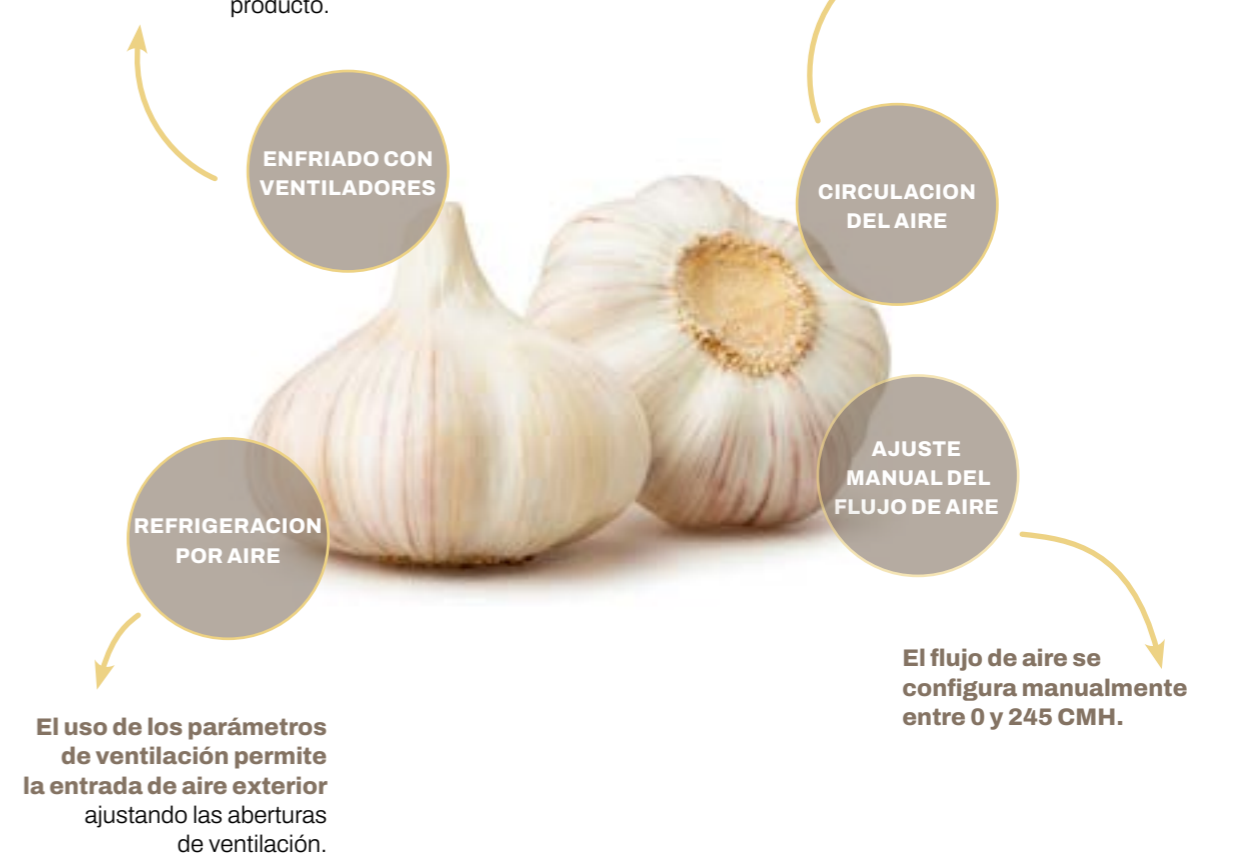 producto.
ENFRIADO CON
VENTILADORES
CIRCULACION
DEL AIRE
AJUSTE
MANUAL DEL
FLUJO DE AIRE
REFRIGERACION
POR AIRE
El flujo de aire se
configura manualmente
entre 0 y 245 CMH.
El uso de los parámetros
de ventilación permite
la entrada de aire exterior
ajustando las aberturas
de ventilación.